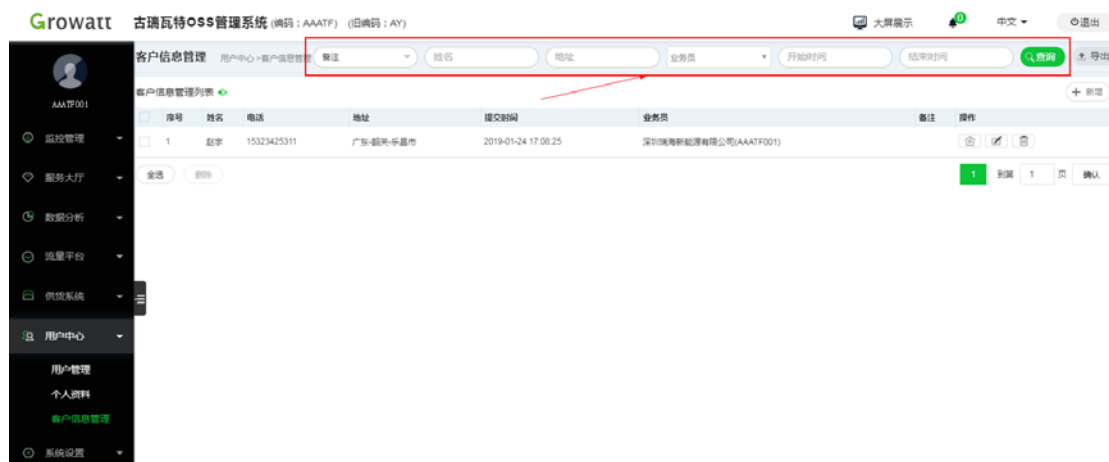 Growatt 古瑞瓦特OSS管理系统 (编码：AAATF) (旧编码：AY) 大屏展示 0 中文 退出
客户信息管理 用户中心>客户信息管理 备注 姓名 地址 业务员 开始时间 结束时间 查询 导出
AAATF001
客户信息管理列表 + 新增
序号 姓名 电话 地址 提交时间 业务员 备注 操作
1 赵宇 15323425311 广东-韶关-乐昌市 2019-01-24 17:08:25 深圳瑞海新能源有限公司(AAATF001)
全选 删除 1 到第 1 页 确认
监控管理
服务大厅
数据分析
流量平台
供货系统
用户中心
用户管理
个人资料
客户信息管理
系统设置